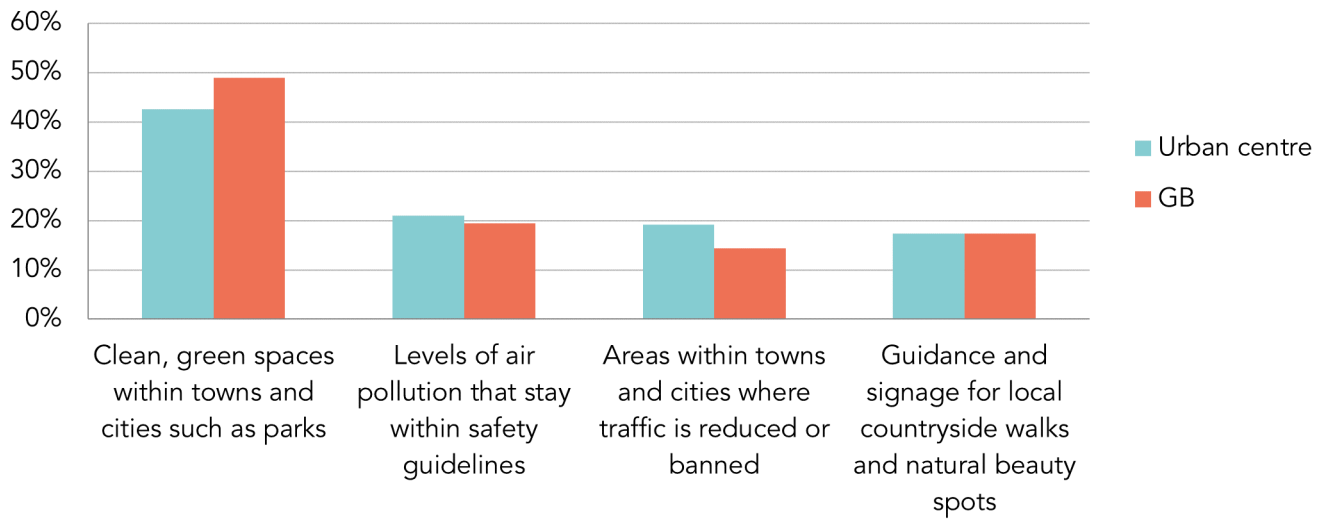 60%
50%
40%
30%
20%
10%
0%
Urban centre
GB
Clean, green spaces
within towns and
cities such as parks
Levels of air
pollution that stay
within safety
guidelines
Areas within towns
and cities where
traffic is reduced or
banned
Guidance and
signage for local
countryside walks
and natural beauty
spots